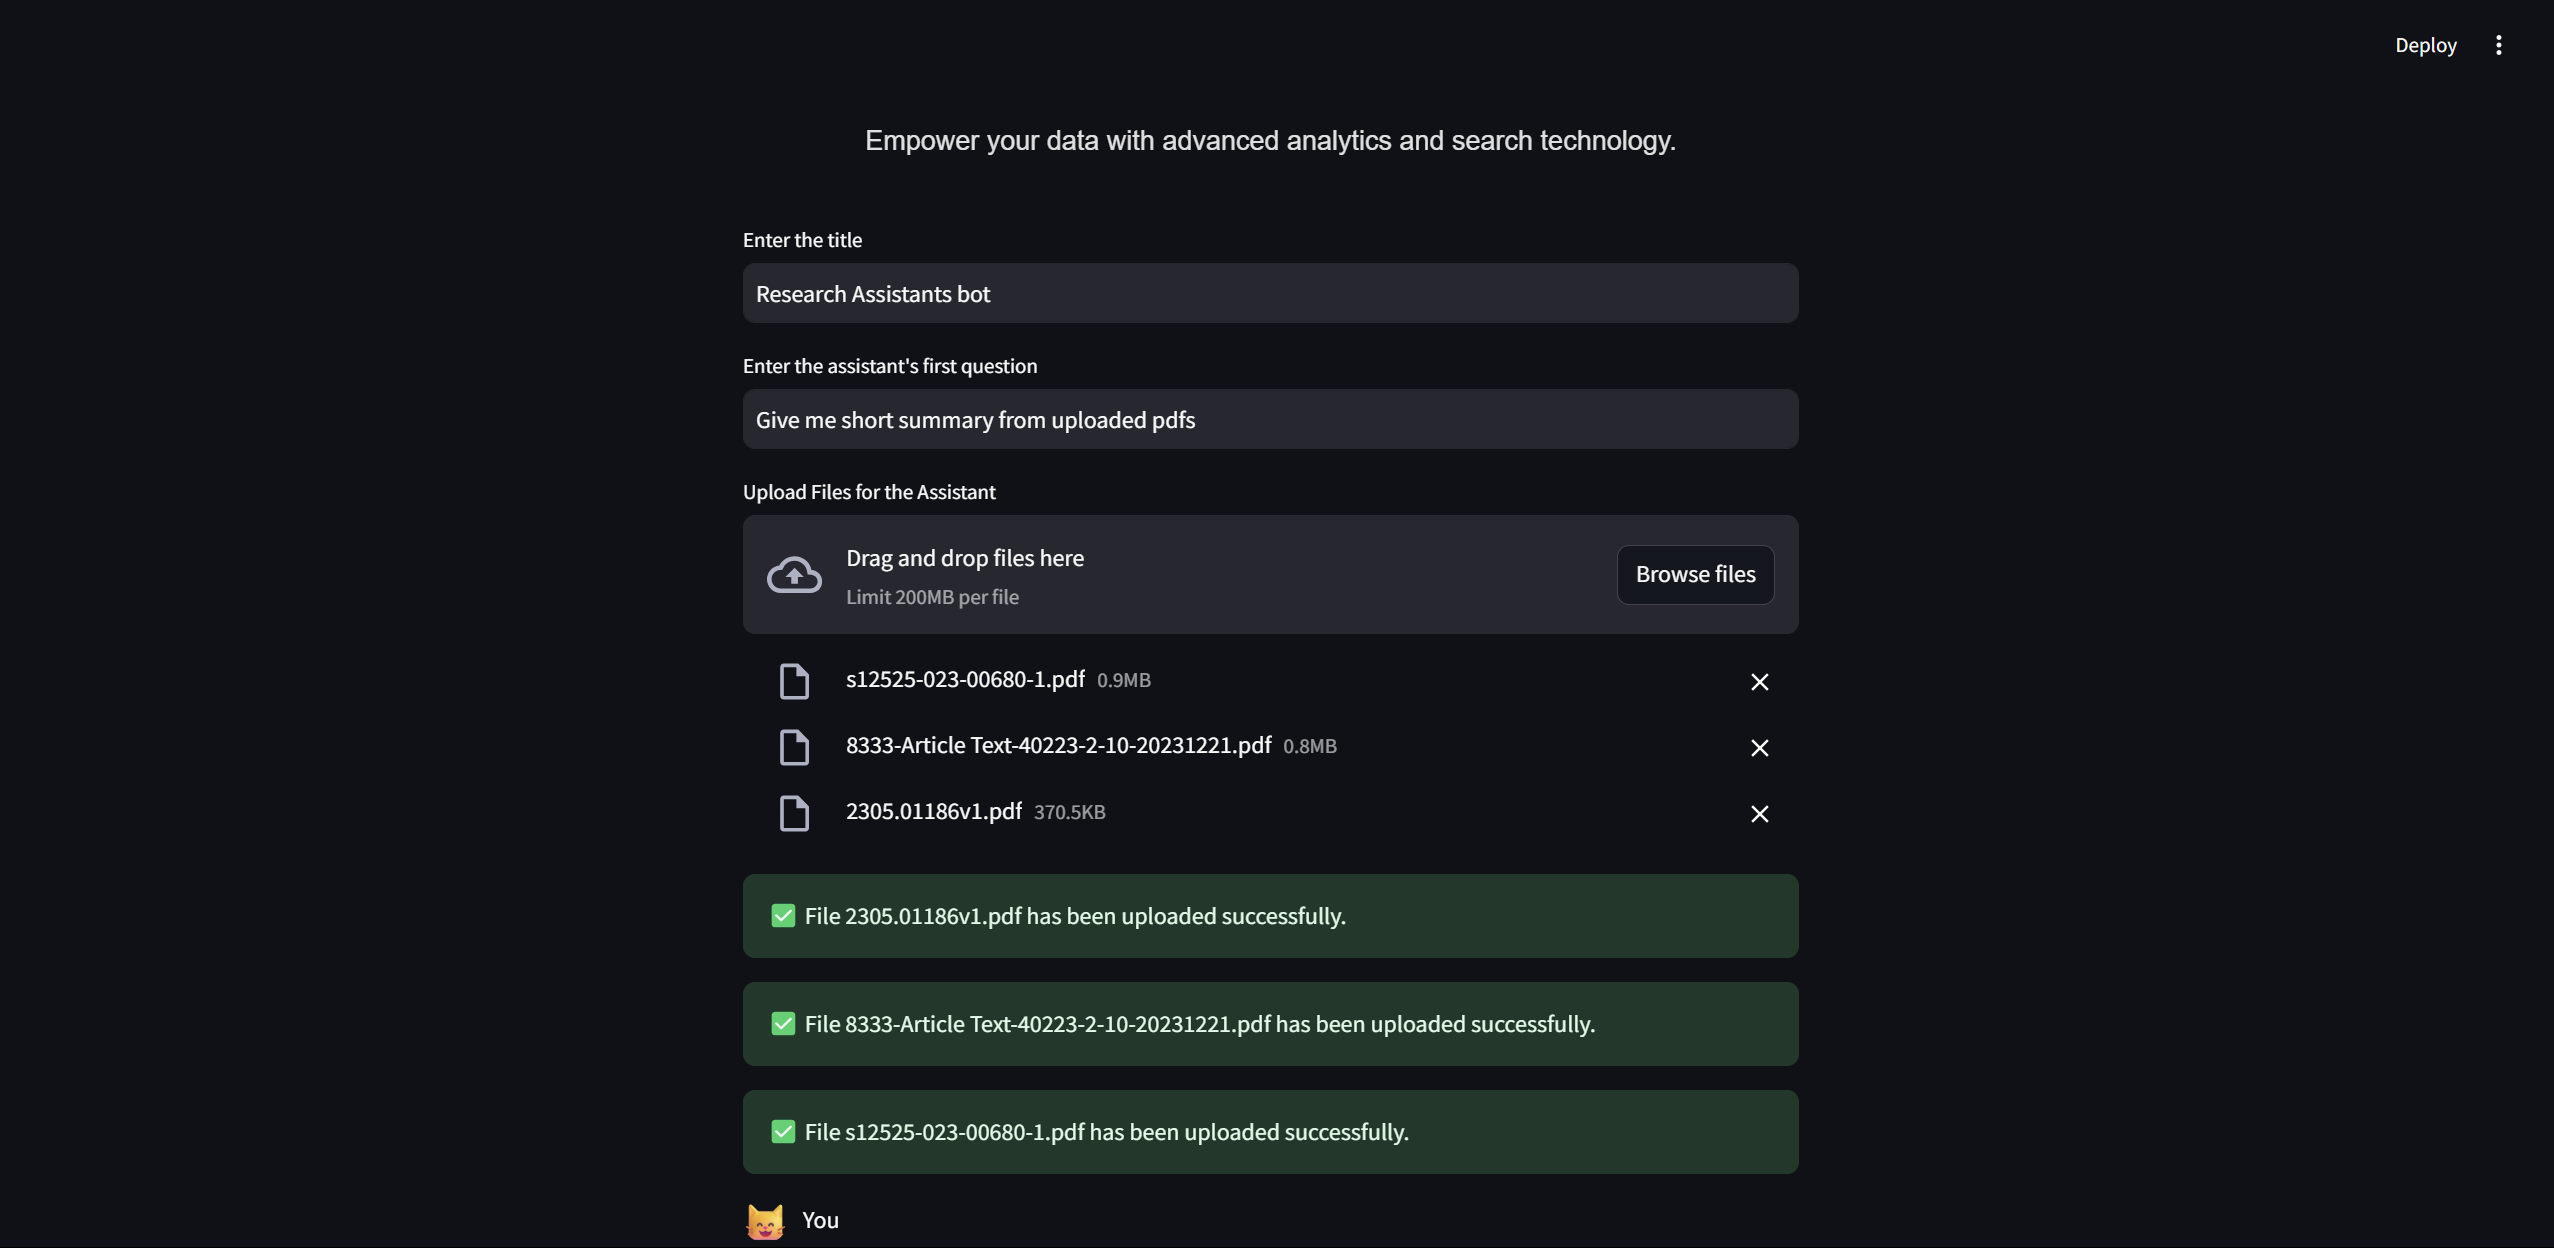 Deploy
Empower your data with advanced analytics and search technology.
Enter the title
Research Assistants bot
Enter the assistant's first question
Give me short summary from uploaded pdfs
Upload Files for the Assistant
Drag and drop files here
Limit 200MB per file
Browse files
s12525-023-00680-1.pdf 0.9MB
8333-Article Text-40223-2-10-20231221.pdf 0.8MB
2305.01186v1.pdf 370.5KB
File 2305.01186v1.pdf has been uploaded successfully.
File 8333-Article Text-40223-2-10-20231221.pdf has been uploaded successfully.
File s12525-023-00680-1.pdf has been uploaded successfully.
You